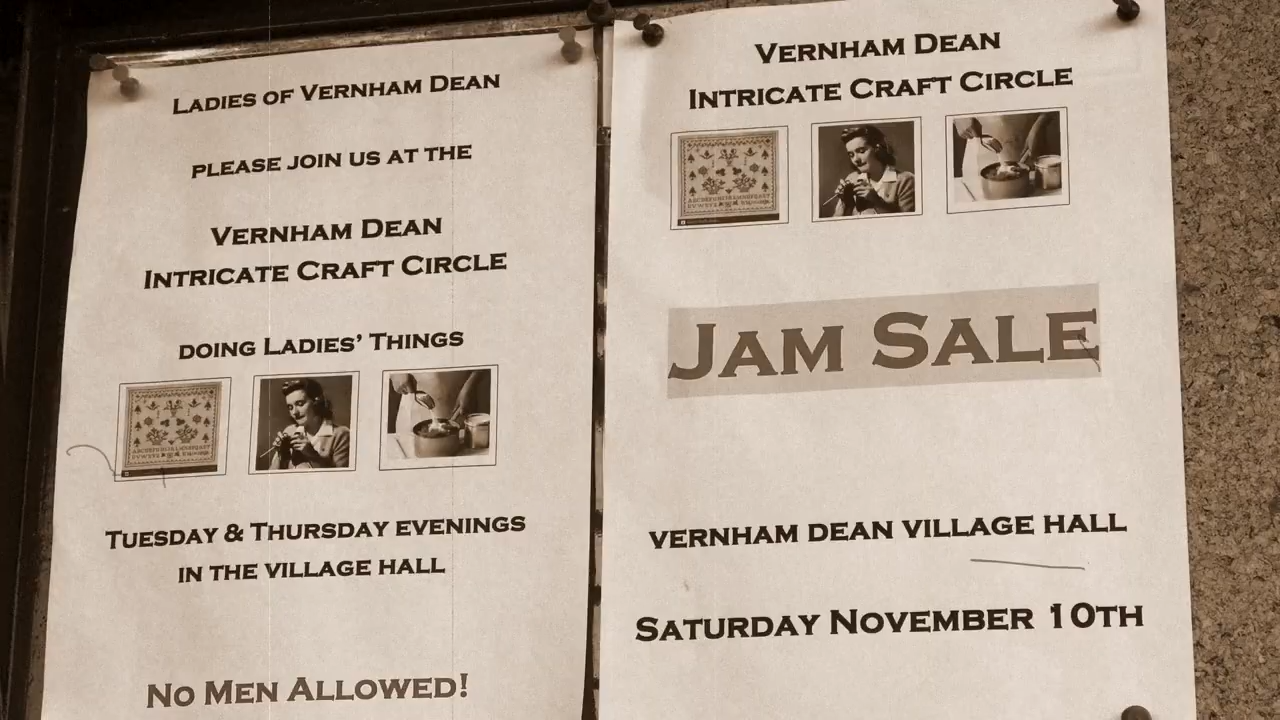 LADIES OF VERNHAM DEAN
PLEASE JOIN US AT THE
VERNHAM DEAN
INTRICATE CRAFT CIRCLE
DOING LADIES' THINGS
TUESDAY & THURSDAY EVENINGS
IN THE VILLAGE HALL
NO MEN ALLOWED!
VERNHAM DEAN
INTRICATE CRAFT CIRCLE
JAM SALE
VERNHAM DEAN VILLAGE HALL
SATURDAY NOVEMBER 10TH